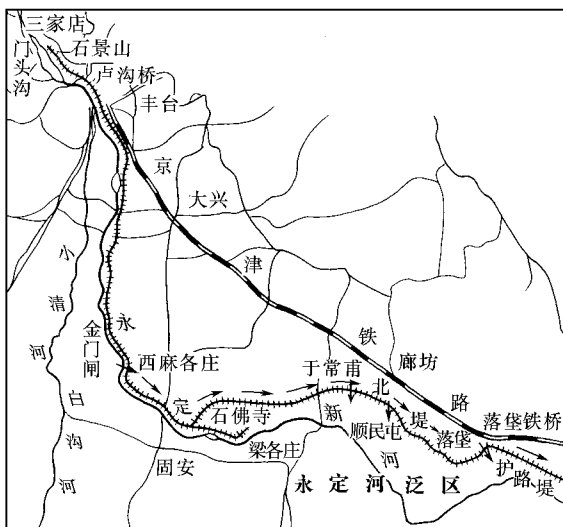 三家店
石景山
门头沟
卢沟桥
丰台
京津铁路
大兴
小清河
金门闸
永定新河
西麻各庄
于常甫
廊坊
北堤
石佛寺
顺民屯
落垡
落垡铁桥
白沟河
固安
梁各庄
护路堤
永定河泛区